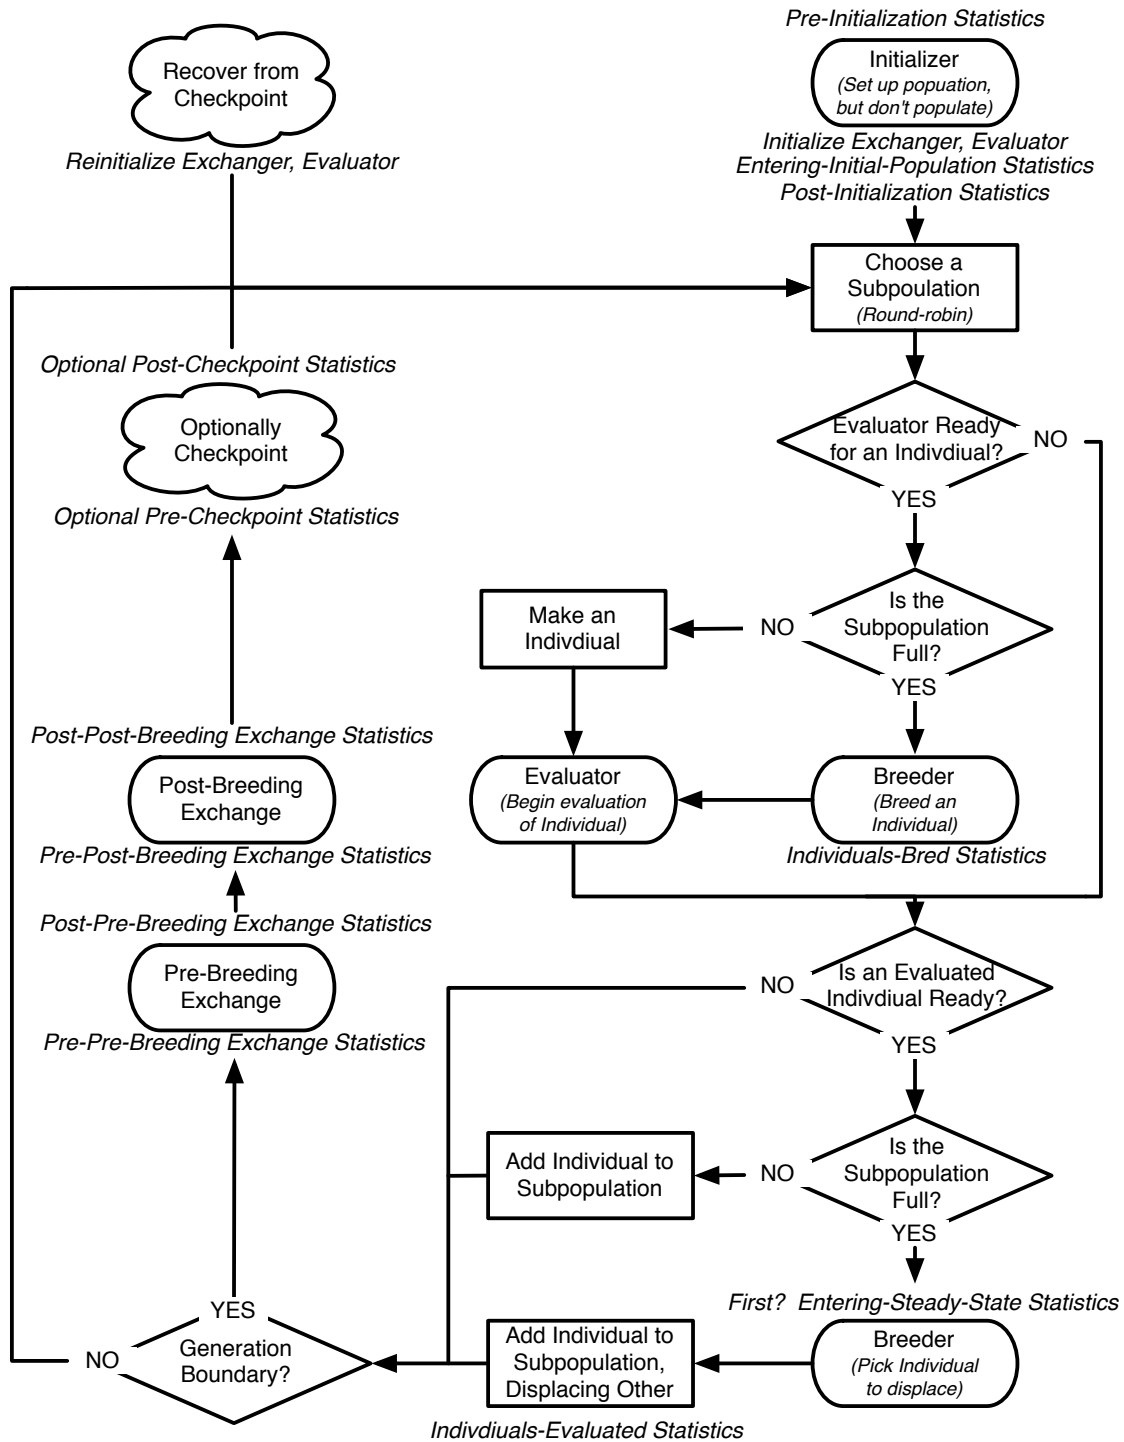 Pre-Initialization Statistics
Initializer
(Set up popuation,
but don't populate)
Initialize Exchanger, Evaluator
Entering-Initial-Population Statistics
Post-Initialization Statistics
Recover from
Checkpoint
Reinitialize Exchanger, Evaluator
Choose a
Subpoulation
(Round-robin)
Optional Post-Checkpoint Statistics
Optionally
Checkpoint
Optional Pre-Checkpoint Statistics
Evaluator Ready
for an Indivdiual?
NO
YES
Is the
Subpopulation
Full?
NO
YES
Make an
Indivdiual
Evaluator
(Begin evaluation
of Individual)
Breeder
(Breed an
Individual)
Individuals-Bred Statistics
Post-Post-Breeding Exchange Statistics
Post-Breeding
Exchange
Pre-Post-Breeding Exchange Statistics
Post-Pre-Breeding Exchange Statistics
Pre-Breeding
Exchange
Pre-Pre-Breeding Exchange Statistics
Is an Evaluated
Indivdiual Ready?
NO
YES
Is the
Subpopulation
Full?
NO
YES
Add Individual to
Subpopulation
First? Entering-Steady-State Statistics
Breeder
(Pick Individual
to displace)
Add Individual to
Subpopulation,
Displacing Other
Indivdiuals-Evaluated Statistics
YES
Generation
Boundary?
NO